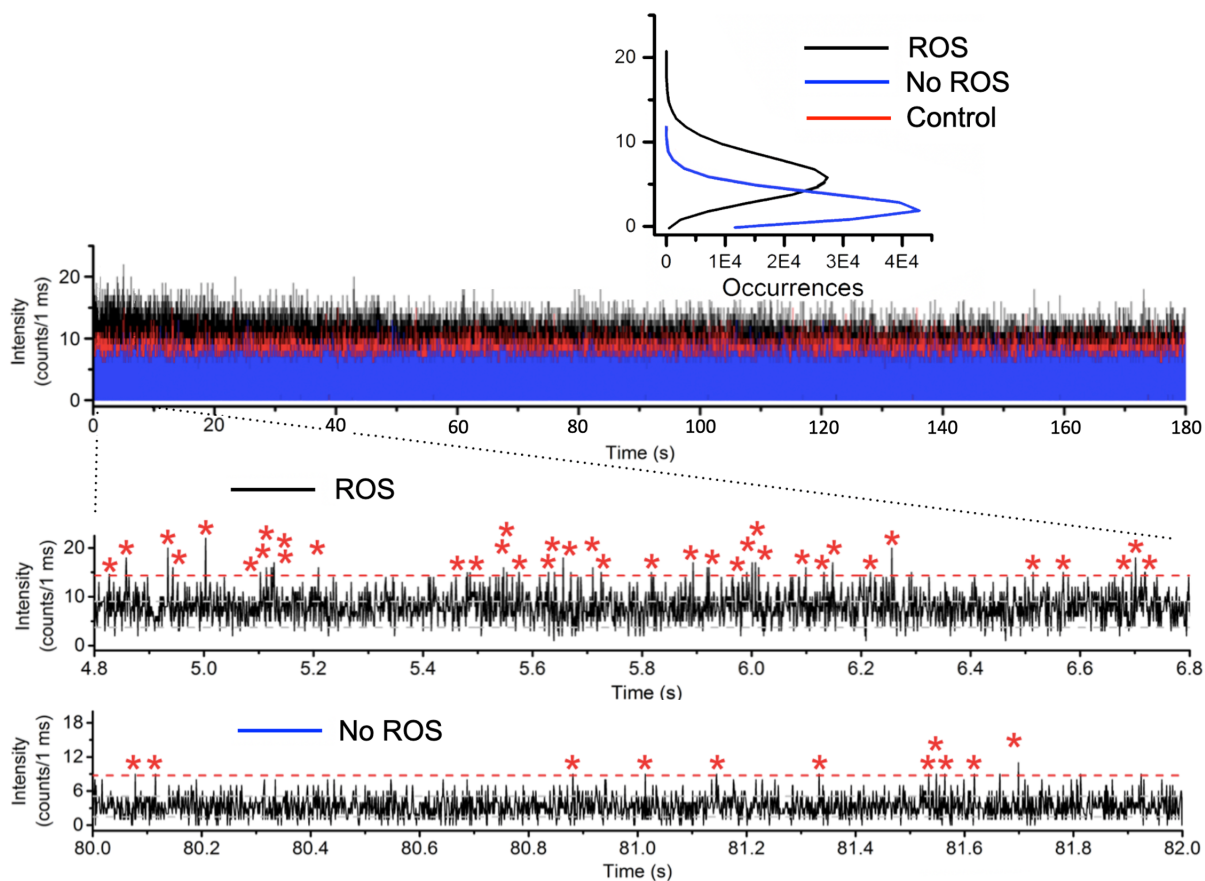 20
10
0
ROS
No ROS
Control
0 1E4 2E4 3E4 4E4
Occurrences
Intensity
(counts/1 ms)
20
10
0
0 20 40 60 80 100 120 140 160 180
Time (s)
ROS
* * * * * * * * * * * * * * * * * * * * * * * * * * * * * * * * * * * *
Intensity
(counts/1 ms)
20
10
0
4.8 5.0 5.2 5.4 5.6 5.8 6.0 6.2 6.4 6.6 6.8
Time (s)
No ROS
* * * * * * * * * * *
Intensity
(counts/1 ms)
18
12
6
0
80.0 80.2 80.4 80.6 80.8 81.0 81.2 81.4 81.6 81.8 82.0
Time (s)